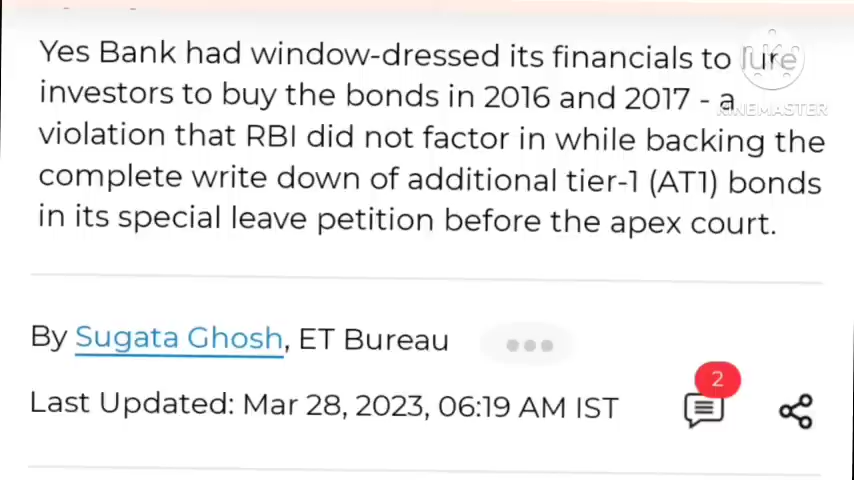 Yes Bank had window-dressed its financials to lure
investors to buy the bonds in 2016 and 2017 - a
violation that RBI did not factor in while backing the
complete write down of additional tier-1 (AT1) bonds
in its special leave petition before the apex court.
By Sugata Ghosh, ET Bureau
Last Updated: Mar 28, 2023, 06:19 AM IST
2
KINEMASTER